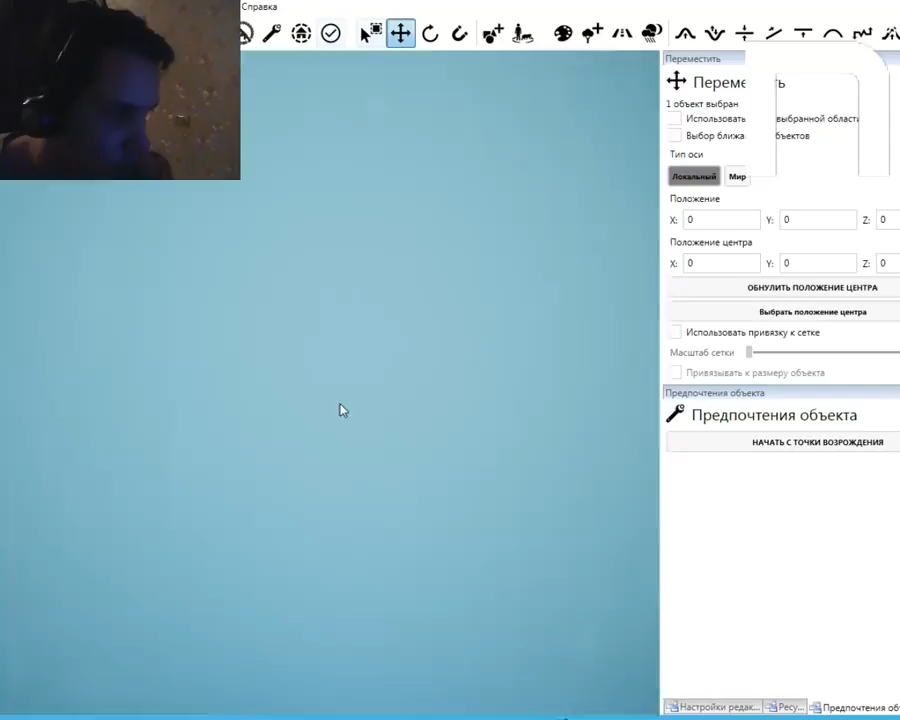 Справка
Переместить
Переме ть
1 объект выбран
Использовать выбранной област
Выбор ближа бъектов
Тип оси
Локальный Мир
Положение
X: 0 Y: 0 Z: 0
Положение центра
X: 0 Y: 0 Z: 0
ОБНУЛИТЬ ПОЛОЖЕНИЕ ЦЕНТРА
Выбрать положение центра
Использовать привязку к сетке
Масштаб сетки
Привязывать к размеру объекта
Предпочтения объекта
Предпочтения объекта
НАЧАТЬ С ТОЧКИ ВОЗРОЖДЕНИЯ
Настройки редак... Ресу... Предпочтения об